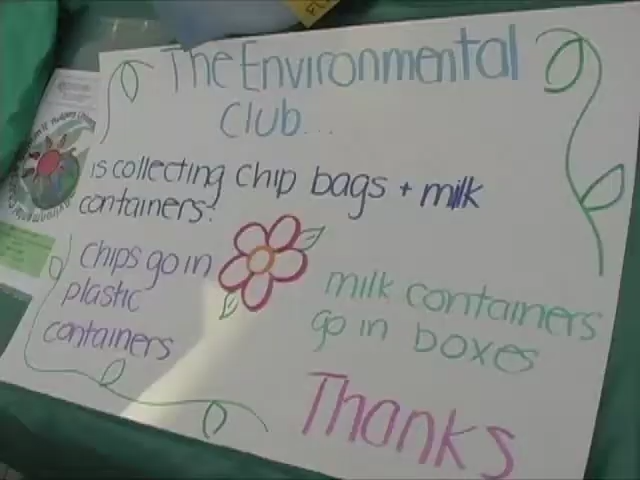 The Environmental
Club...
is collecting chip bags + milk
containers!
chips go in
plastic
containers
milk containers
go in boxes
Thanks